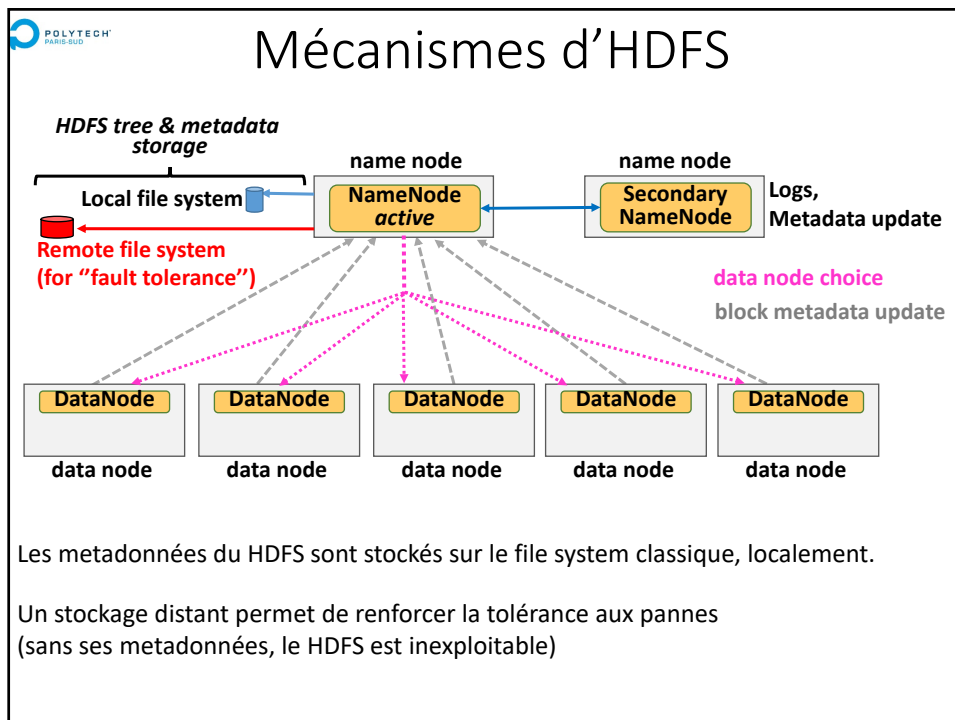 POLYTECH'
PARIS-SUD
Mécanismes d’HDFS
HDFS tree & metadata
storage
name node
name node
Local file system
NameNode
active
Secondary
NameNode
Logs,
Metadata update
Remote file system
(for ‘‘fault tolerance’’)
data node choice
block metadata update
DataNode
DataNode
DataNode
DataNode
DataNode
data node
data node
data node
data node
data node
Les metadonnées du HDFS sont stockés sur le file system classique, localement.
Un stockage distant permet de renforcer la tolérance aux pannes
(sans ses metadonnées, le HDFS est inexploitable)